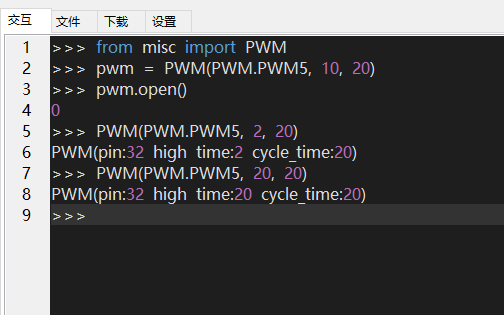 交互 文件 下载 设置
1 >>> from misc import PWM
2 >>> pwm = PWM(PWM.PWM5, 10, 20)
3 >>> pwm.open()
4 0
5 >>> PWM(PWM.PWM5, 2, 20)
6 PWM(pin:32 high time:2 cycle_time:20)
7 >>> PWM(PWM.PWM5, 20, 20)
8 PWM(pin:32 high time:20 cycle_time:20)
9 >>>